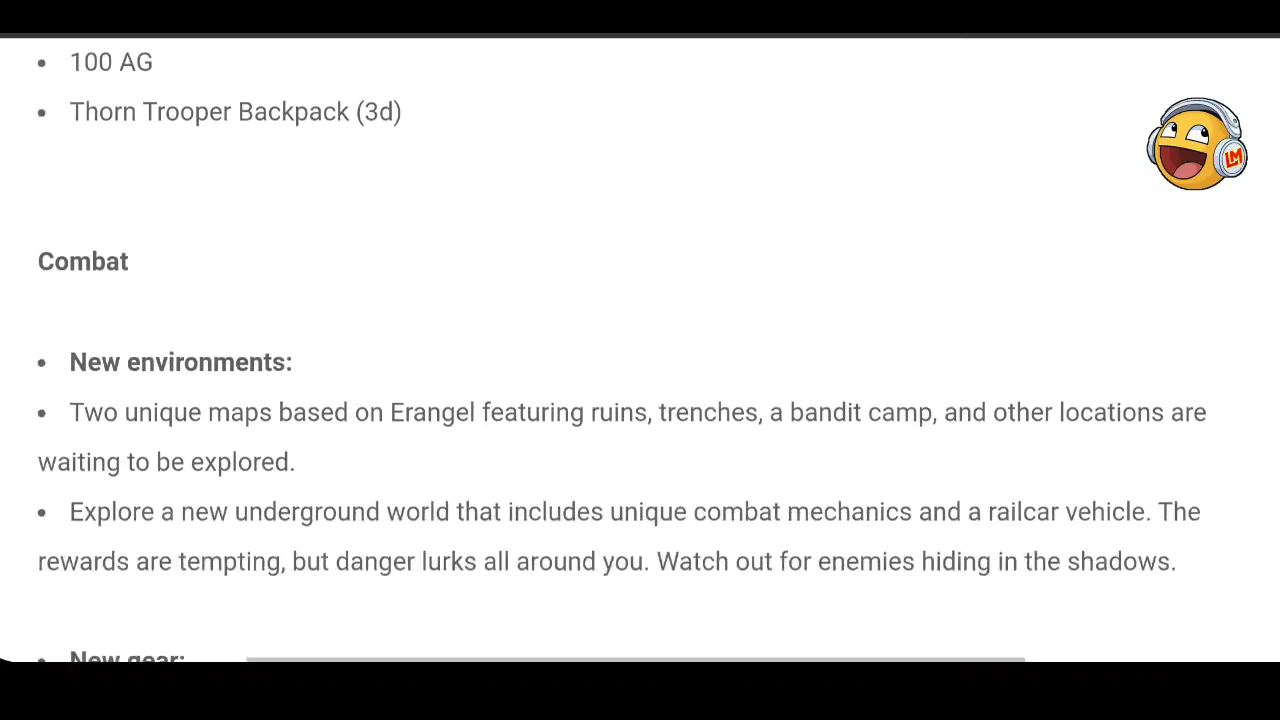 • 100 AG
• Thorn Trooper Backpack (3d)
LM
Combat
• New environments:
• Two unique maps based on Erangel featuring ruins, trenches, a bandit camp, and other locations are
waiting to be explored.
• Explore a new underground world that includes unique combat mechanics and a railcar vehicle. The
rewards are tempting, but danger lurks all around you. Watch out for enemies hiding in the shadows.
• New gear: